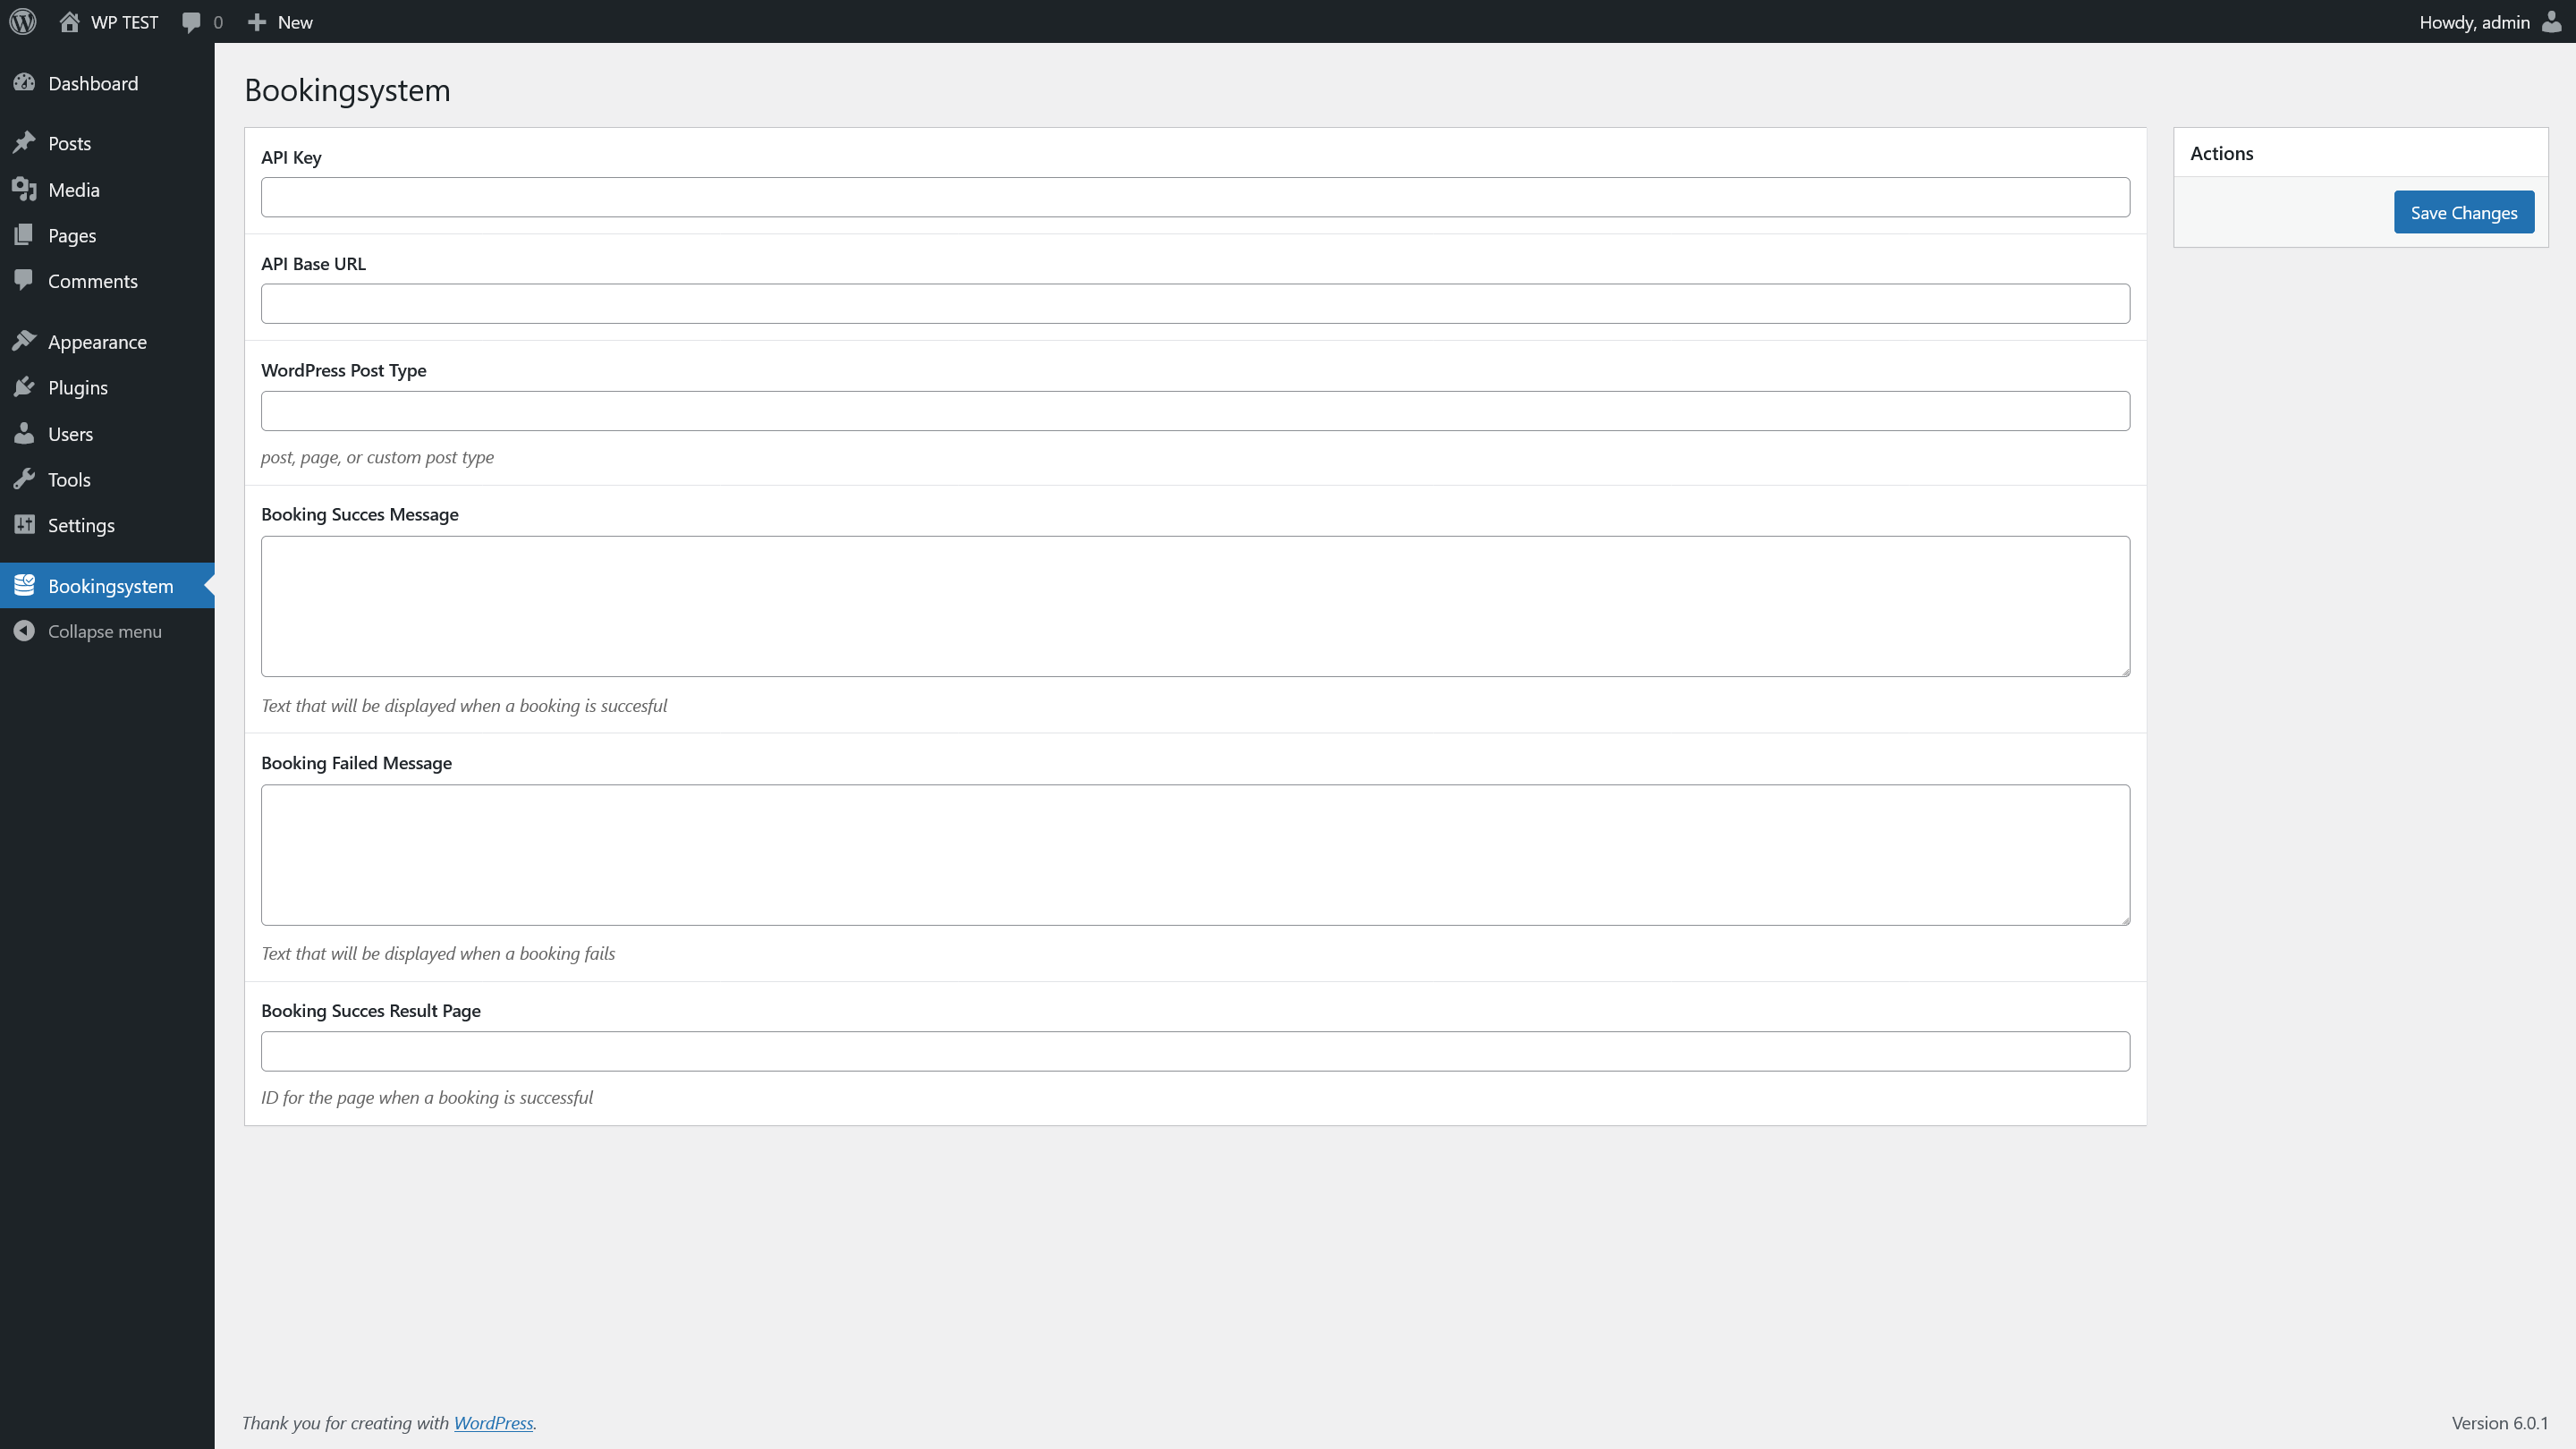 WP TEST 0 New Howdy, admin
Dashboard
Posts
Media
Pages
Comments
Appearance
Plugins
Users
Tools
Settings
Bookingsystem
Collapse menu
Bookingsystem
API Key
API Base URL
WordPress Post Type
post, page, or custom post type
Booking Succes Message
Text that will be displayed when a booking is succesful
Booking Failed Message
Text that will be displayed when a booking fails
Booking Succes Result Page
ID for the page when a booking is successful
Actions
Save Changes
Thank you for creating with WordPress.
Version 6.0.1